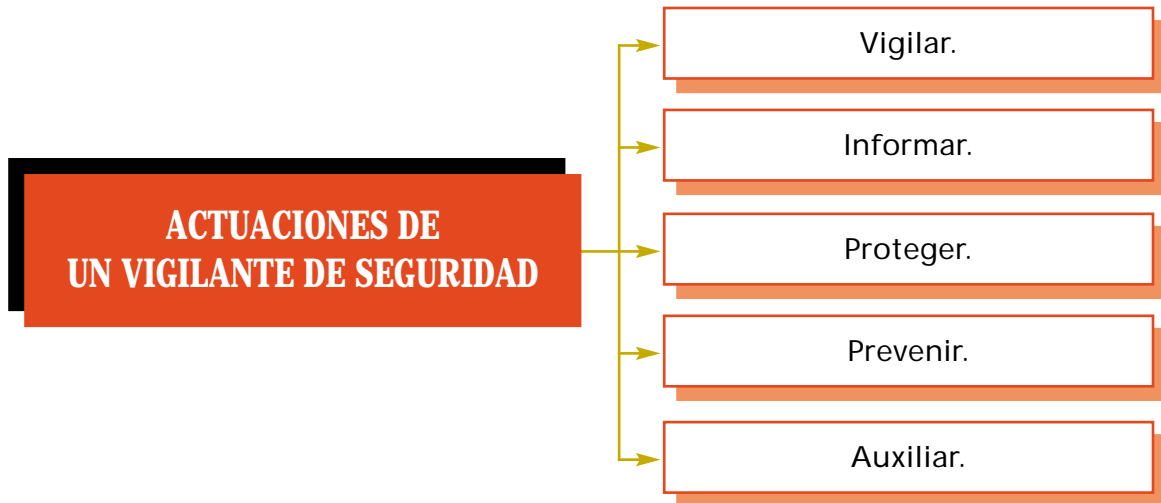 ACTUACIONES DE
UN VIGILANTE DE SEGURIDAD
Vigilar.
Informar.
Proteger.
Prevenir.
Auxiliar.